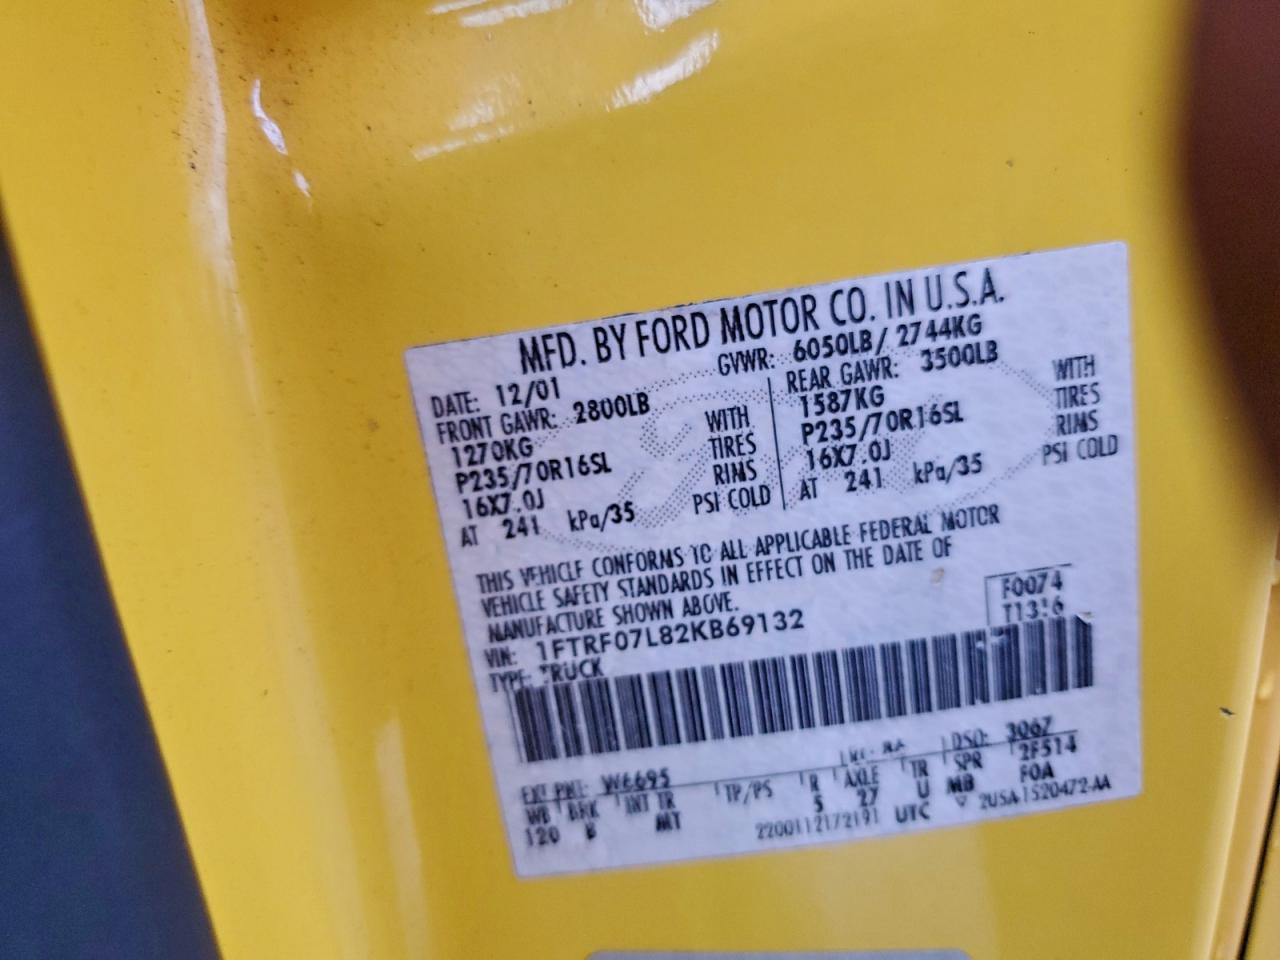 MFD. BY FORD MOTOR CO. IN U.S.A.
DATE: 12/01 GVWR: 6050LB/ 2744KG
FRONT GAWR: 2800LB REAR GAWR: 3500LB
1270KG WITH 1587KG WITH
P235/70R16SL TIRES P235/70R16SL TIRES
16X7.0J RIMS 16X7.0J RIMS
AT 241 kPa/35 PSI COLD AT 241 kPa/35 PSI COLD
THIS VEHICLE CONFORMS TO ALL APPLICABLE FEDERAL MOTOR
VEHICLE SAFETY STANDARDS IN EFFECT ON THE DATE OF
MANUFACTURE SHOWN ABOVE.
VIN: 1FTRF07L82KB69132 F0074
TYPE: TRUCK T1316
EXT PNT: W6695 RC: NA DSO: 3067
WB BRK INT TR TP/PS R AXLE TR SPR 2F514
120 B MT 5 27 U MB FOA
2200112172191 UTC ▽ 2USA-1520472-AA